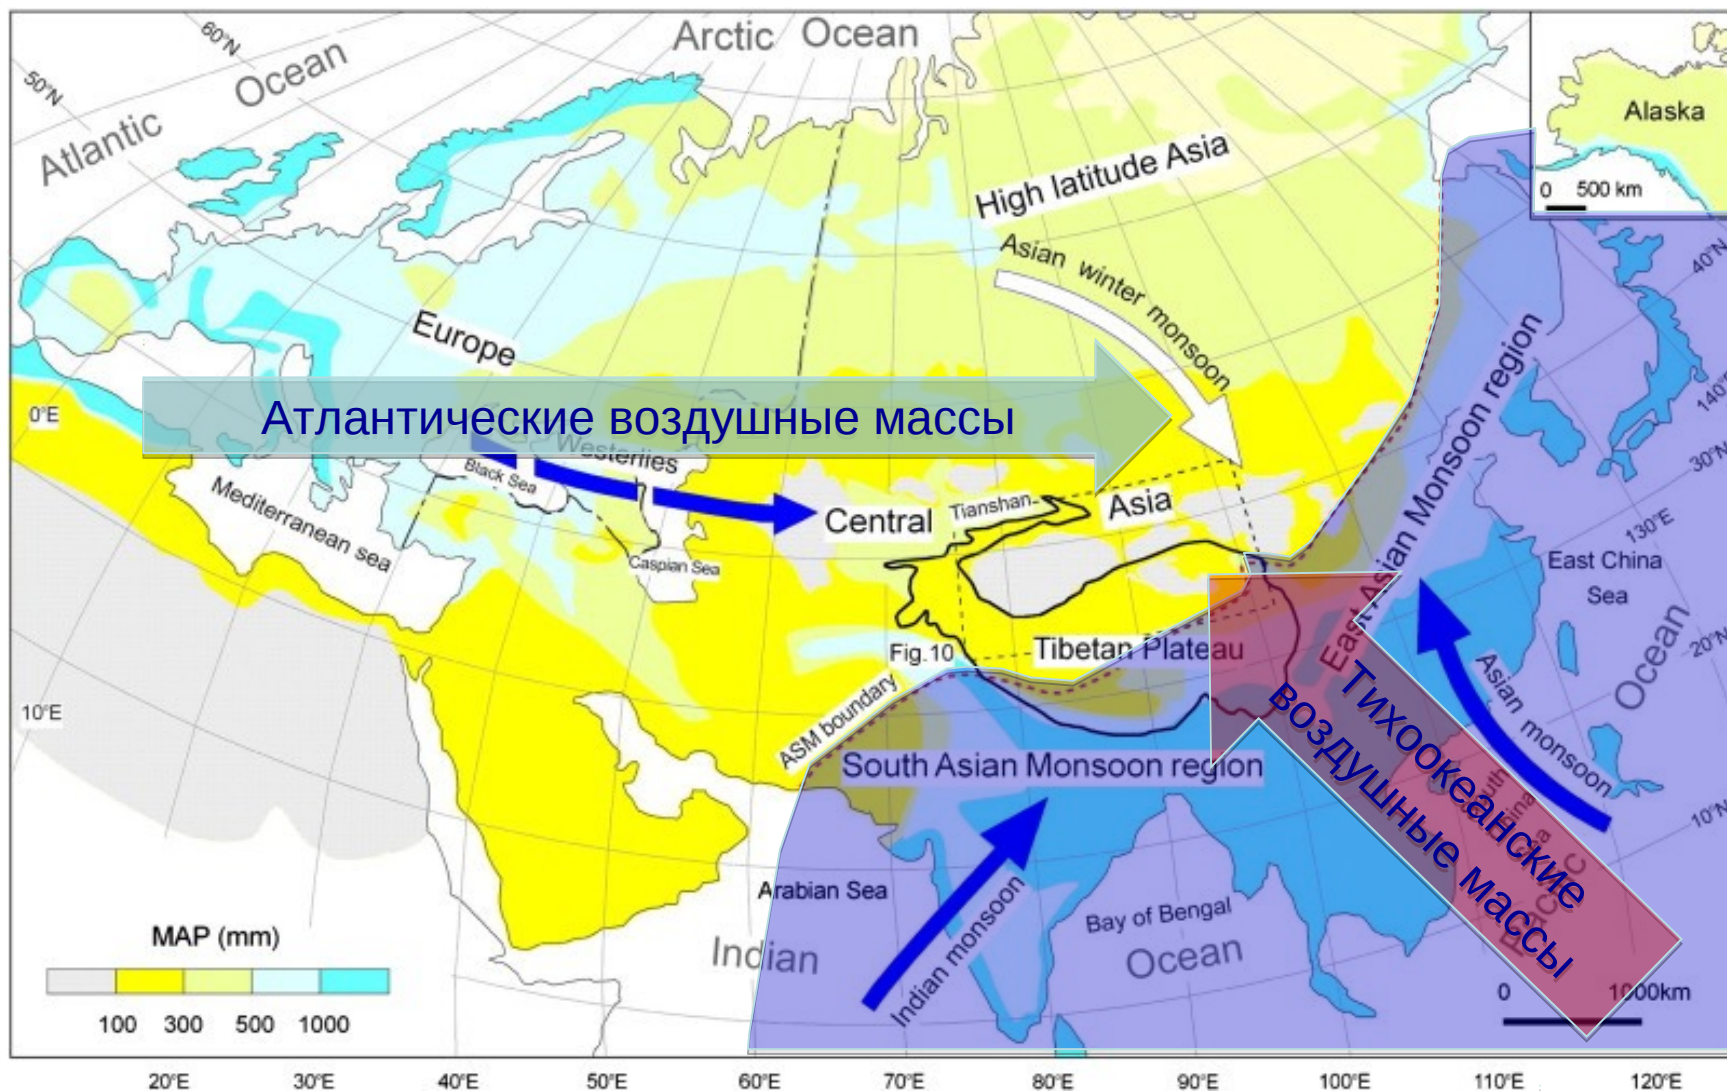 Arctic Ocean
60°N
50°N
Atlantic Ocean
Alaska
0 500 km
High latitude Asia
Asian winter monsoon
40°N
Europe
140°E
0°E
Атлантические воздушные массы
Westerlies
Black Sea
30°N
Mediterranean sea
Central Asia
Tianshan
East Asian Monsoon region
130°E
Caspian Sea
East China
Sea
Fig.10
Tibetan Plateau
20°N
Ocean
ASM boundary
10°E
South Asian Monsoon region
Тихоокеанские
воздушные массы
Asian monsoon
South
China
Sea
10°N
Pacific
Arabian Sea
Bay of Bengal
Indian Ocean
Indian monsoon
MAP (mm)
100 300 500 1000
0 1000km
20°E 30°E 40°E 50°E 60°E 70°E 80°E 90°E 100°E 110°E 120°E